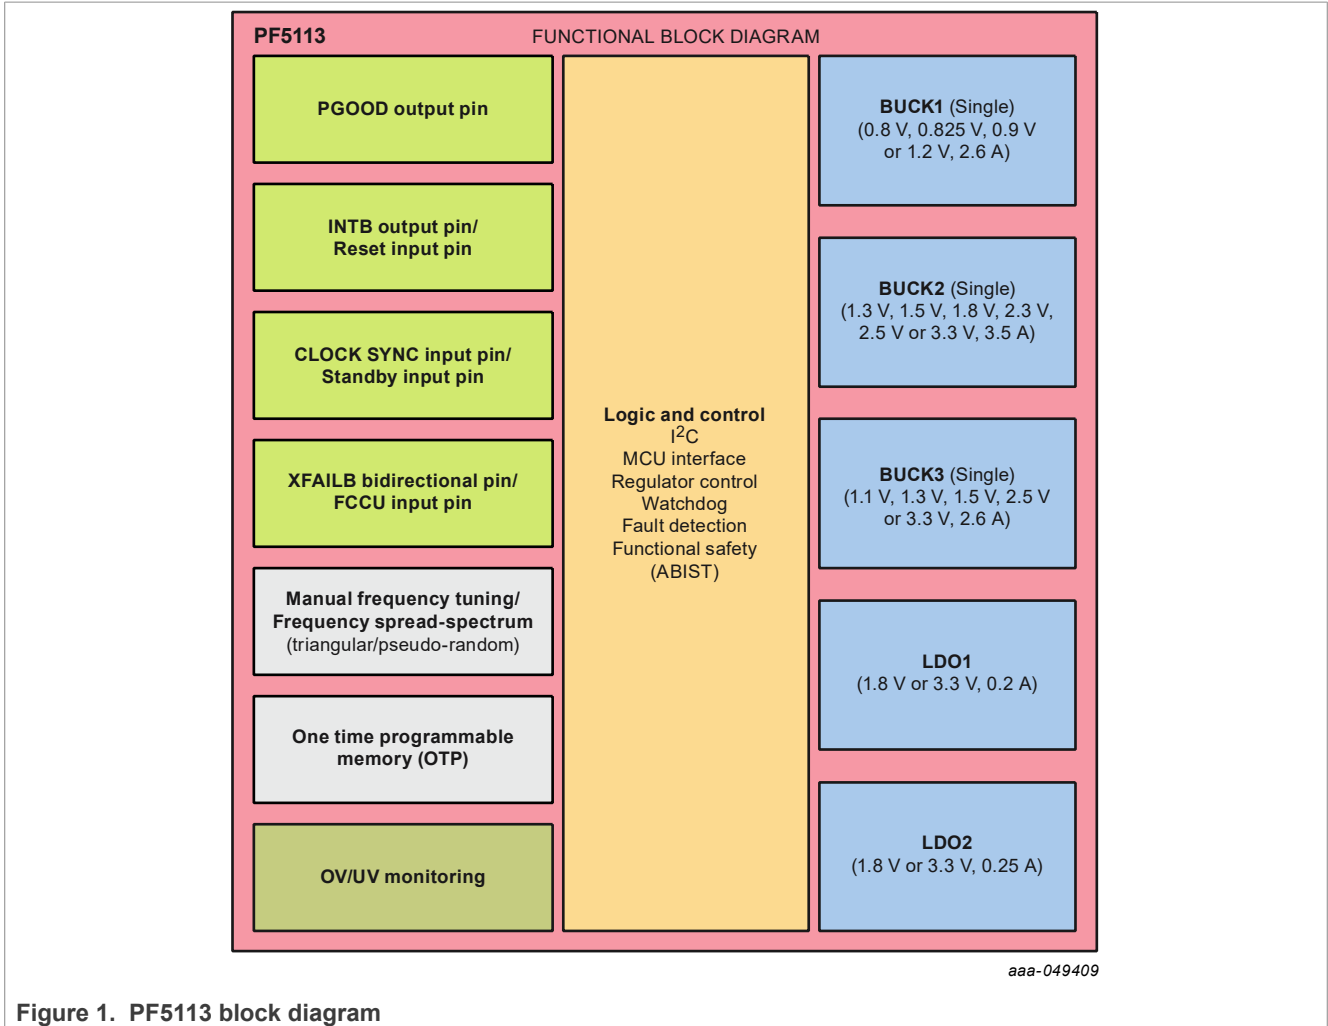 PF5113
FUNCTIONAL BLOCK DIAGRAM
PGOOD output pin
INTB output pin/
Reset input pin
CLOCK SYNC input pin/
Standby input pin
XFAILB bidirectional pin/
FCCU input pin
Manual frequency tuning/
Frequency spread-spectrum
(triangular/pseudo-random)
One time programmable
memory (OTP)
OV/UV monitoring
Logic and control
I²C
MCU interface
Regulator control
Watchdog
Fault detection
Functional safety
(ABIST)
BUCK1 (Single)
(0.8 V, 0.825 V, 0.9 V
or 1.2 V, 2.6 A)
BUCK2 (Single)
(1.3 V, 1.5 V, 1.8 V, 2.3 V,
2.5 V or 3.3 V, 3.5 A)
BUCK3 (Single)
(1.1 V, 1.3 V, 1.5 V, 2.5 V
or 3.3 V, 2.6 A)
LDO1
(1.8 V or 3.3 V, 0.2 A)
LDO2
(1.8 V or 3.3 V, 0.25 A)
aaa-049409
Figure 1. PF5113 block diagram